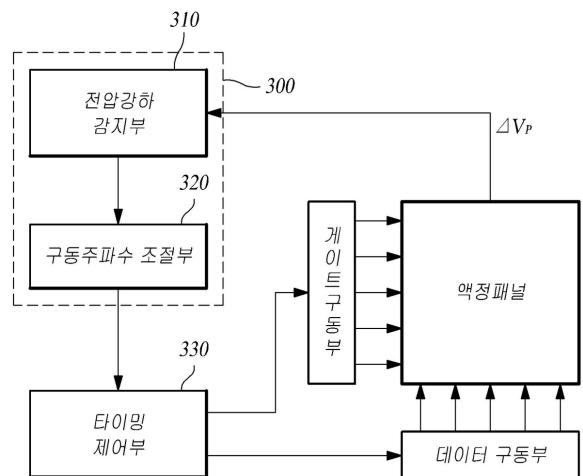 310
300
전압강하
감지부
⊿VP
320
구동주파수 조절부
게
이
트
구
동
부
액정패널
330
타이밍
제어부
데이터 구동부